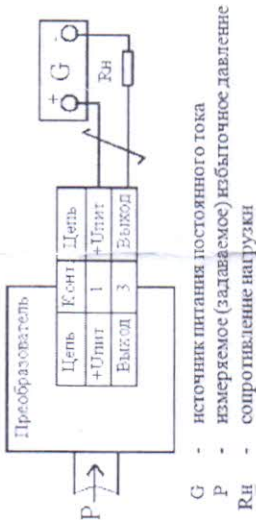 Преобразователь
P
Цепь Конт Цепь
+Uпит 1 +Uпит
Выход 3 Выход
+ G -
Rн
G - источник питания постоянного тока
P - измеряемое (задаваемое) избыточное давление
Rн - сопротивление нагрузки